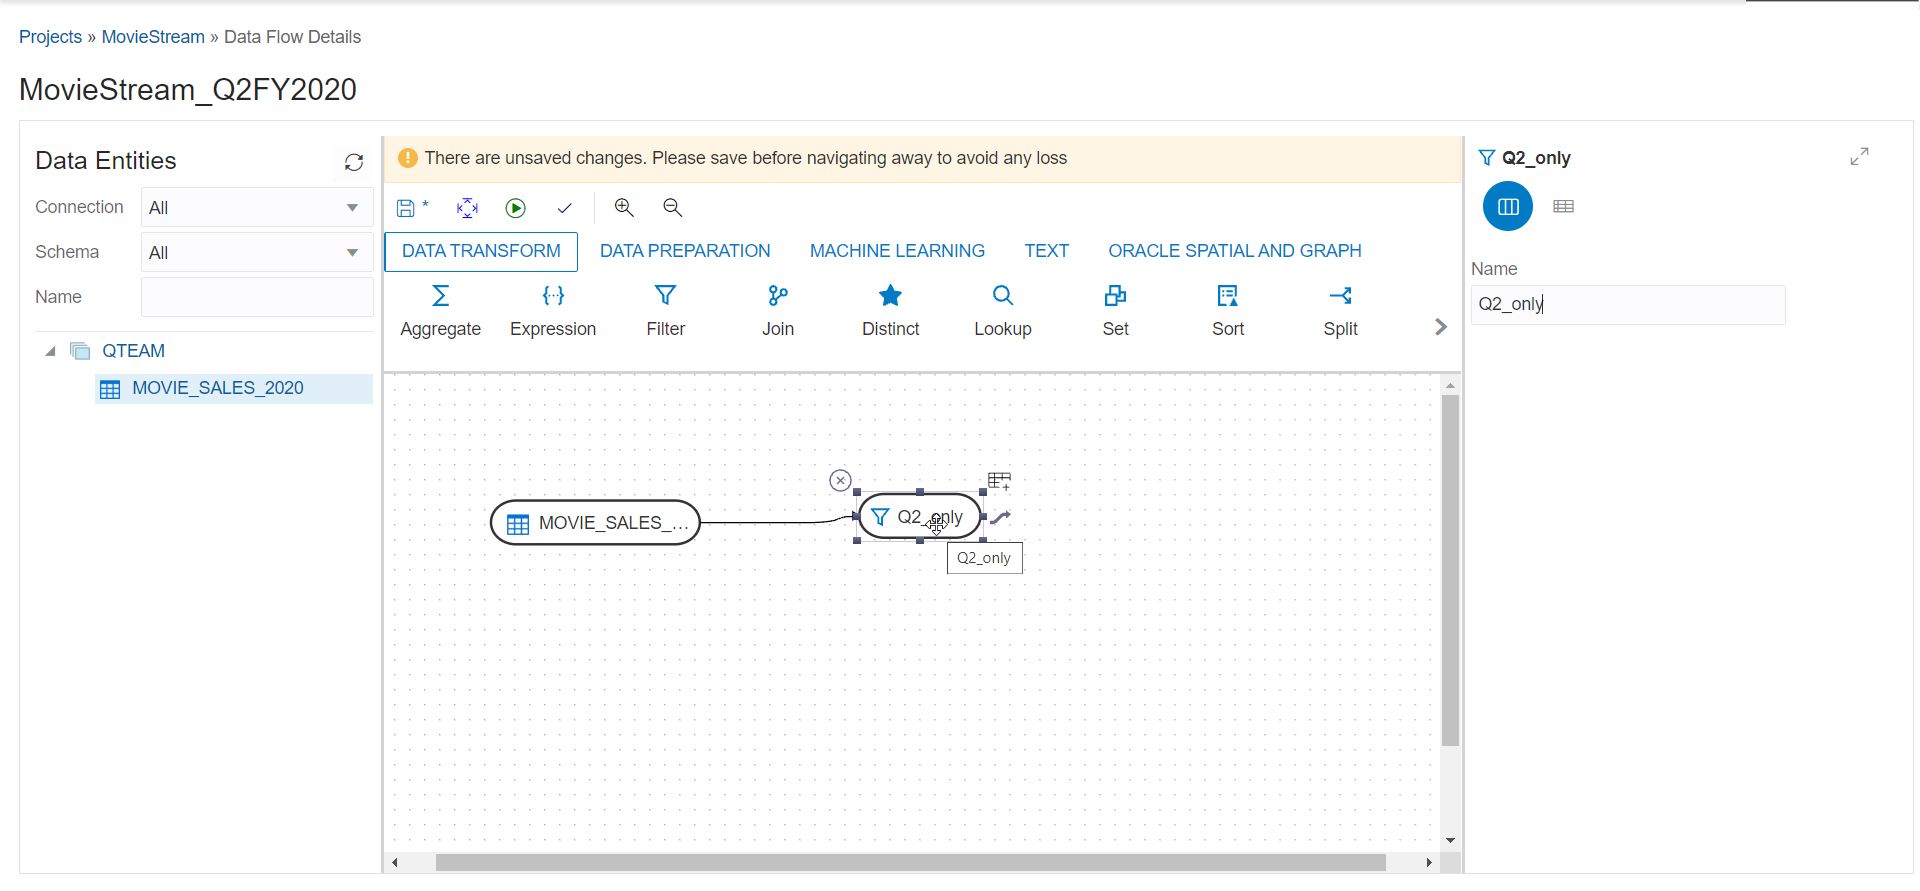 Projects » MovieStream » Data Flow Details
MovieStream_Q2FY2020
Data Entities
Connection All
Schema All
Name
QTEAM
MOVIE_SALES_2020
There are unsaved changes. Please save before navigating away to avoid any loss
*
DATA TRANSFORM DATA PREPARATION MACHINE LEARNING TEXT ORACLE SPATIAL AND GRAPH
Aggregate Expression Filter Join Distinct Lookup Set Sort Split
MOVIE_SALES_...
Q2_only
Q2_only
Q2_only
Name
Q2_only